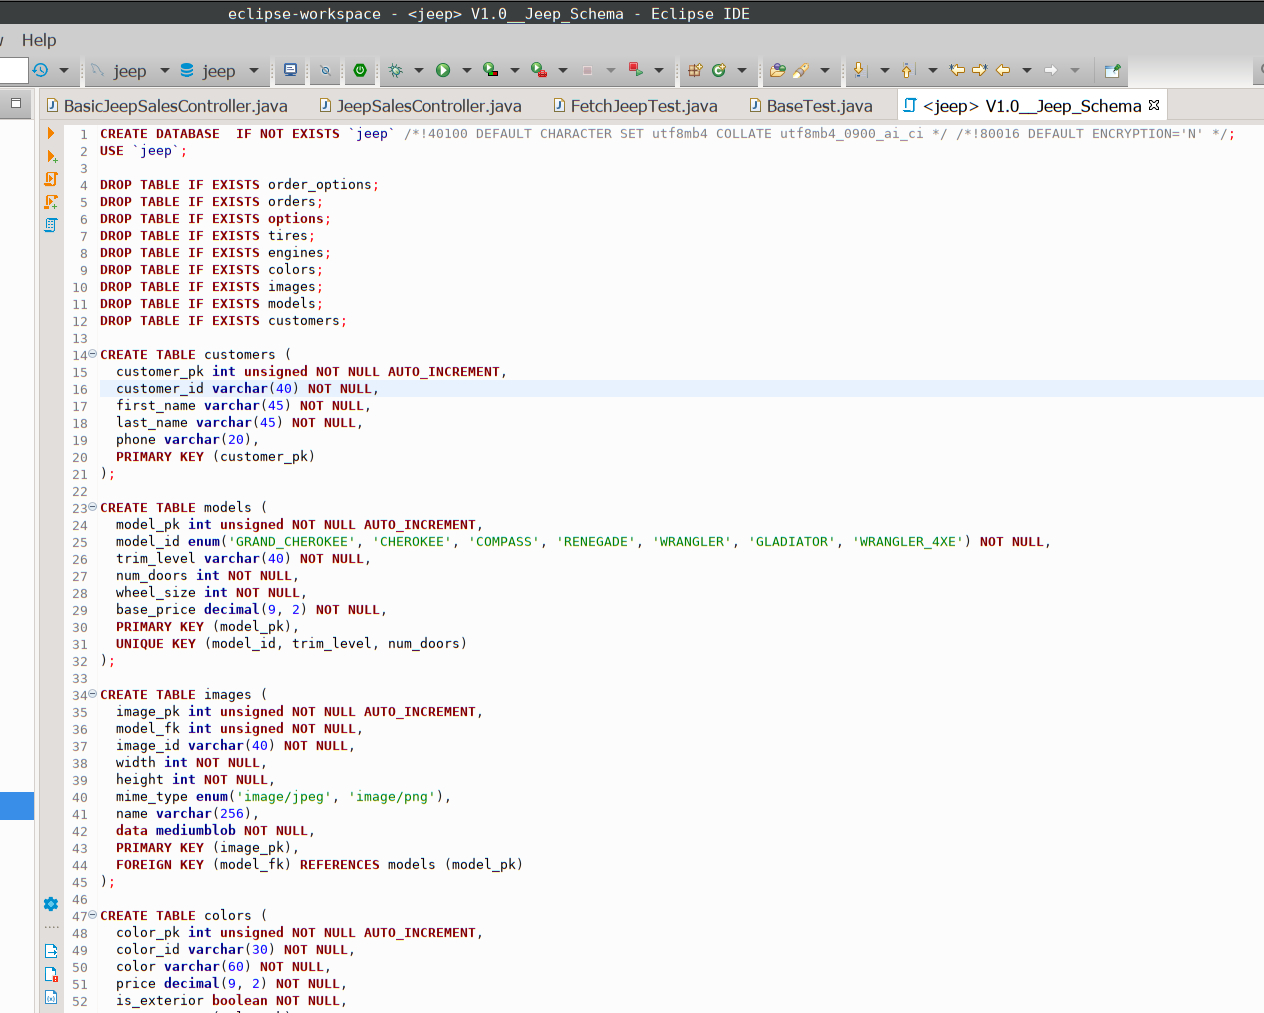 eclipse-workspace - <jeep> V1.0__Jeep_Schema - Eclipse IDE
Help
jeep jeep
BasicJeepSalesController.java JeepSalesController.java FetchJeepTest.java BaseTest.java <jeep> V1.0__Jeep_Schema
1 CREATE DATABASE  IF NOT EXISTS `jeep` /*!40100 DEFAULT CHARACTER SET utf8mb4 COLLATE utf8mb4_0900_ai_ci */ /*!80016 DEFAULT ENCRYPTION='N' */;
2 USE `jeep`;
3
4 DROP TABLE IF EXISTS order_options;
5 DROP TABLE IF EXISTS orders;
6 DROP TABLE IF EXISTS options;
7 DROP TABLE IF EXISTS tires;
8 DROP TABLE IF EXISTS engines;
9 DROP TABLE IF EXISTS colors;
10 DROP TABLE IF EXISTS images;
11 DROP TABLE IF EXISTS models;
12 DROP TABLE IF EXISTS customers;
13
14 CREATE TABLE customers (
15   customer_pk int unsigned NOT NULL AUTO_INCREMENT,
16   customer_id varchar(40) NOT NULL,
17   first_name varchar(45) NOT NULL,
18   last_name varchar(45) NOT NULL,
19   phone varchar(20),
20   PRIMARY KEY (customer_pk)
21 );
22
23 CREATE TABLE models (
24   model_pk int unsigned NOT NULL AUTO_INCREMENT,
25   model_id enum('GRAND_CHEROKEE', 'CHEROKEE', 'COMPASS', 'RENEGADE', 'WRANGLER', 'GLADIATOR', 'WRANGLER_4XE') NOT NULL,
26   trim_level varchar(40) NOT NULL,
27   num_doors int NOT NULL,
28   wheel_size int NOT NULL,
29   base_price decimal(9, 2) NOT NULL,
30   PRIMARY KEY (model_pk),
31   UNIQUE KEY (model_id, trim_level, num_doors)
32 );
33
34 CREATE TABLE images (
35   image_pk int unsigned NOT NULL AUTO_INCREMENT,
36   model_fk int unsigned NOT NULL,
37   image_id varchar(40) NOT NULL,
38   width int NOT NULL,
39   height int NOT NULL,
40   mime_type enum('image/jpeg', 'image/png'),
41   name varchar(256),
42   data mediumblob NOT NULL,
43   PRIMARY KEY (image_pk),
44   FOREIGN KEY (model_fk) REFERENCES models (model_pk)
45 );
46
47 CREATE TABLE colors (
48   color_pk int unsigned NOT NULL AUTO_INCREMENT,
49   color_id varchar(30) NOT NULL,
50   color varchar(60) NOT NULL,
51   price decimal(9, 2) NOT NULL,
52   is_exterior boolean NOT NULL,